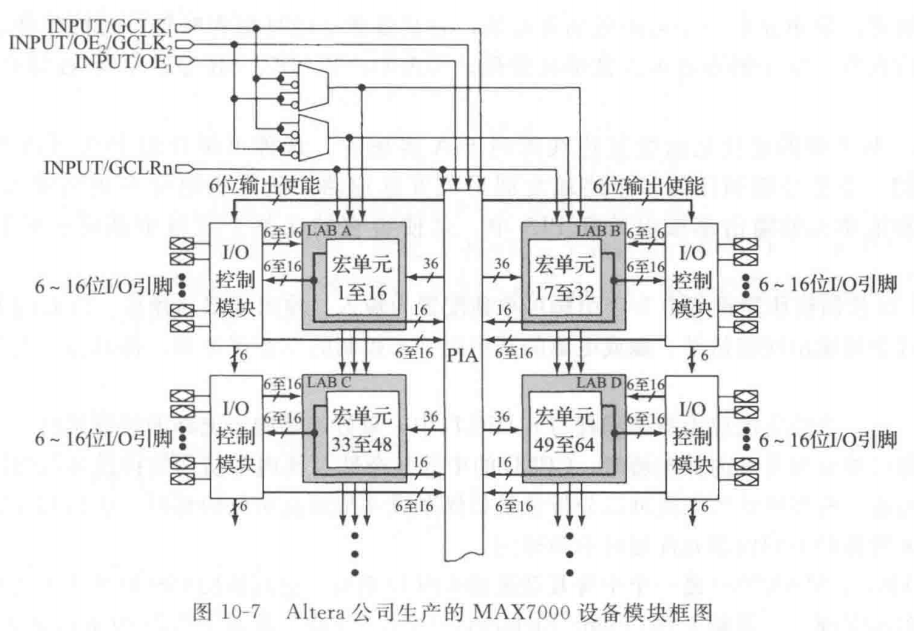 INPUT/GCLK1
INPUT/OE2/GCLK2
INPUT/OE1
INPUT/GCLRn
6位输出使能
6位输出使能
LAB A
宏单元
1至16
LAB B
宏单元
17至32
I/O
控制
模块
I/O
控制
模块
6至16
6至16
6至16
6至16
36
36
16
16
6至16
6至16
6~16位I/O引脚
6~16位I/O引脚
PIA
6
6
LAB C
宏单元
33至48
LAB D
宏单元
49至64
I/O
控制
模块
I/O
控制
模块
6至16
6至16
6至16
6至16
36
36
16
16
6至16
6至16
6~16位I/O引脚
6~16位I/O引脚
6
6
图 10-7 Altera 公司生产的 MAX7000 设备模块框图